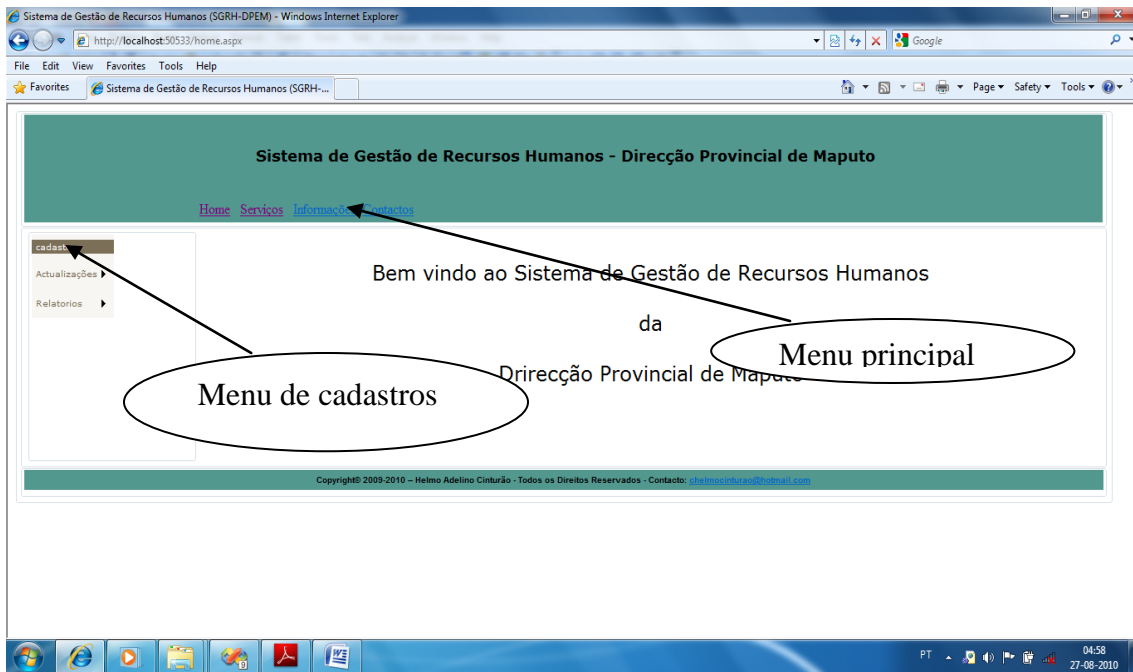 Sistema de Gestão de Recursos Humanos (SGRH-DPEM) - Windows Internet Explorer
http://localhost:50533/home.aspx
Google
File Edit View Favorites Tools Help
Favorites
Sistema de Gestão de Recursos Humanos (SGRH-...
Page Safety Tools
Sistema de Gestão de Recursos Humanos - Direcção Provincial de Maputo
Home Serviços Informações Contactos
Actualizações
Relatorios
Bem vindo ao Sistema de Gestão de Recursos Humanos
da
Drirecção Provincial de Maputo
Menu principal
Menu de cadastros
Copyright© 2009-2010 – Helmo Adelino Cinturão - Todos os Direitos Reservados - Contacto: chelmocinturao@hotmail.com
PT
04:58
27-08-2010